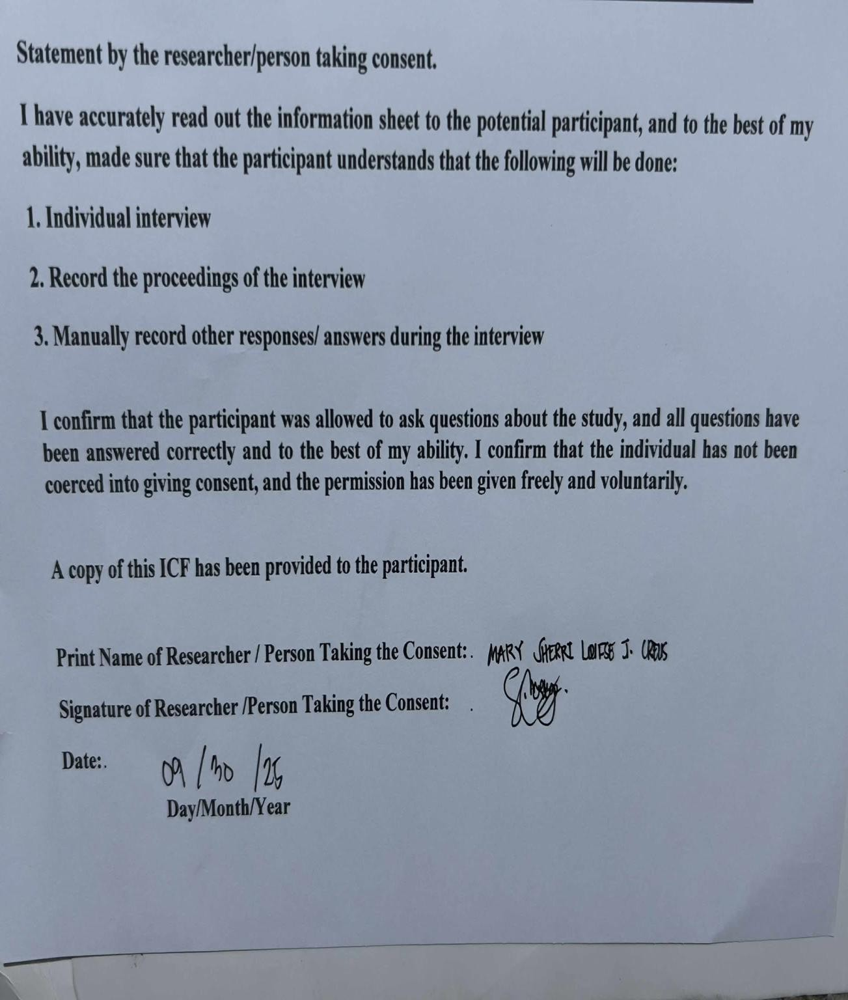 Statement by the researcher/person taking consent.
I have accurately read out the information sheet to the potential participant, and to the best of my
ability, made sure that the participant understands that the following will be done:
1. Individual interview
2. Record the proceedings of the interview
3. Manually record other responses/ answers during the interview
I confirm that the participant was allowed to ask questions about the study, and all questions have
been answered correctly and to the best of my ability. I confirm that the individual has not been
coerced into giving consent, and the permission has been given freely and voluntarily.
A copy of this ICF has been provided to the participant.
Print Name of Researcher / Person Taking the Consent:. MARY SHERRI LOUISE J.
Signature of Researcher /Person Taking the Consent: .
Date:. 09/30/25
Day/Month/Year